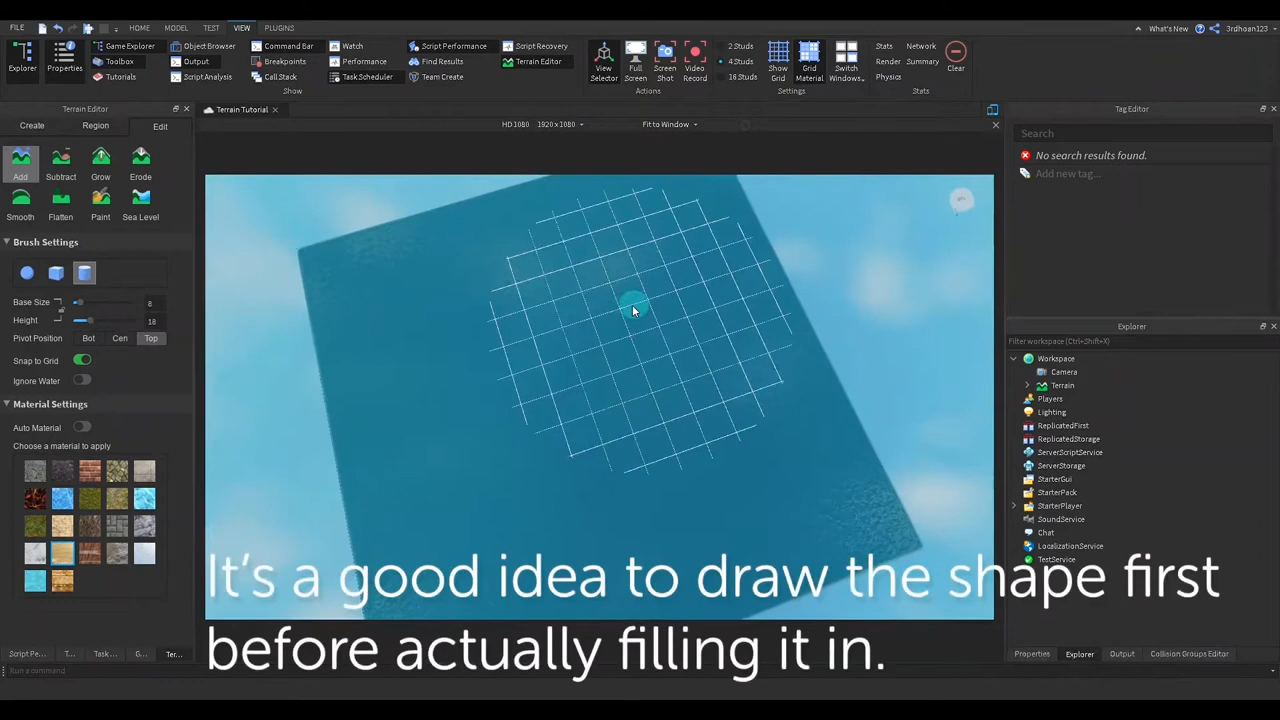 FILE HOME MODEL TEST VIEW PLUGINS What's New 3rdhoan123
Explorer Properties Game Explorer Object Browser Command Bar Watch Script Performance Script Recovery
Toolbox Output Breakpoints Performance Find Results Terrain Editor
Tutorials Script Analysis Call Stack Task Scheduler Team Create
Show
View Selector Full Screen Screen Shot Video Record
Actions
2 Studs
4 Studs
16 Studs
Show Grid Grid Material Switch Windows
Settings
Stats Network
Render Summary
Physics
Clear
Stats
Terrain Editor
Create Region Edit
Add Subtract Grow Erode
Smooth Flatten Paint Sea Level
Brush Settings
Base Size 8
Height 18
Pivot Position Bot Cen Top
Snap to Grid
Ignore Water
Material Settings
Auto Material
Choose a material to apply
Script Pe... T... Task ... G... Ter...
Run a command
Terrain Tutorial
HD 1080 1920 x 1080 Fit to Window
It's a good idea to draw the shape first
before actually filling it in.
Tag Editor
Search
No search results found.
Add new tag...
Explorer
Filter workspace (Ctrl+Shift+X)
Workspace
Camera
Terrain
Players
Lighting
ReplicatedFirst
ReplicatedStorage
ServerScriptService
ServerStorage
StarterGui
StarterPack
StarterPlayer
SoundService
Chat
LocalizationService
TestService
Properties Explorer Output Collision Groups Editor